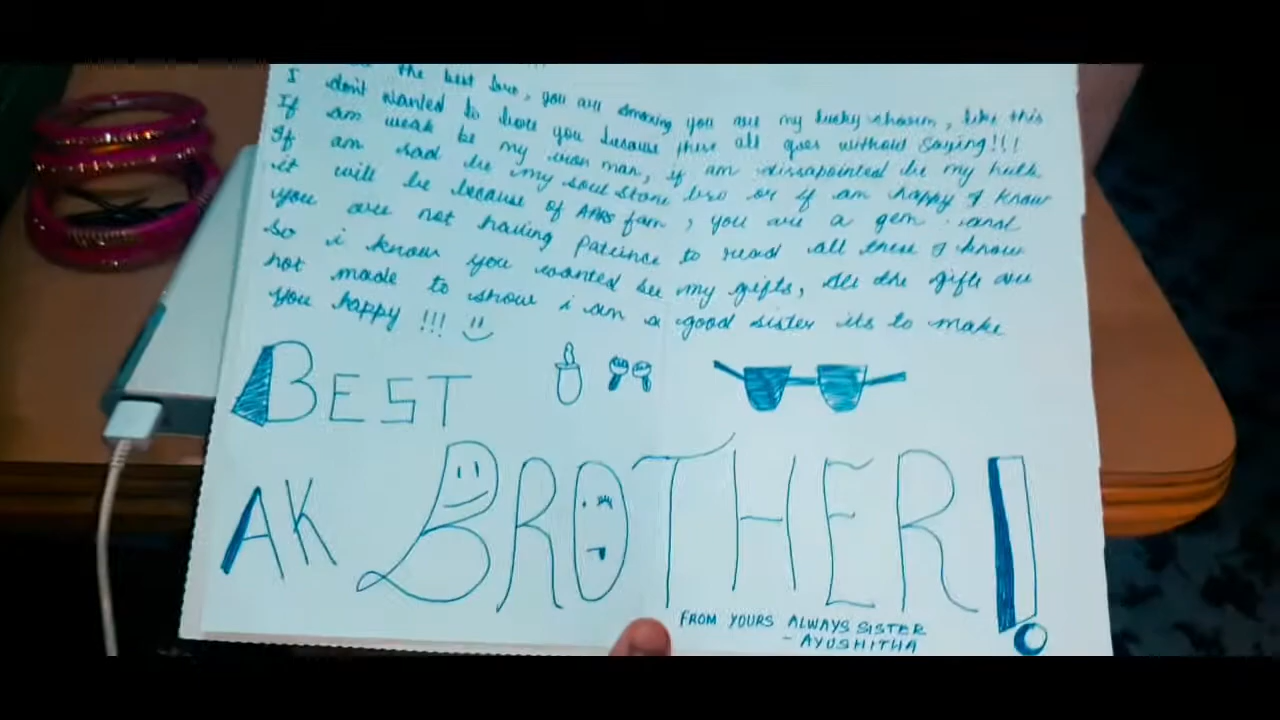 the best bro, you are amazing you are my lucky charm, like this
I don't wanted to lose you because these all goes without saying!!!
If am weak be my iron man, if am dissapointed be my hulk
If am sad be my soul stone bro or if am happy I know
it will be because of fam, you are a gem and
you are not having patience to read all these I know
so i know you wanted see my gifts, All the gifts are
not made to show i am a good sister its to make
you happy !!!
BEST
AK BROTHER!
FROM YOURS ALWAYS SISTER
- AYUSHITHA